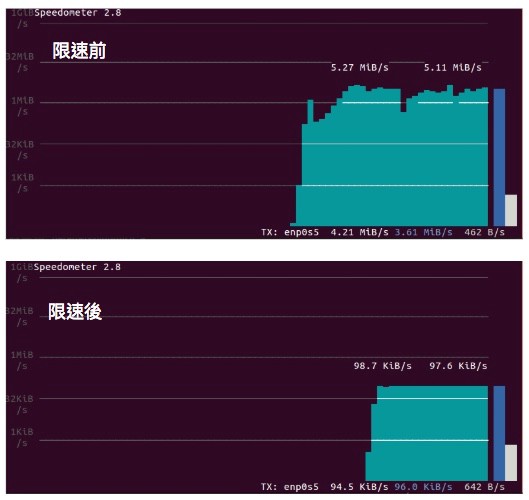 1GiB Speedometer 2.8
/s
限速前
32MiB
/s
5.27 MiB/s 5.11 MiB/s
1MiB
/s
32KiB
/s
1KiB
/s
TX: enp0s5 4.21 MiB/s 3.61 MiB/s 462 B/s
1GiB Speedometer 2.8
/s
限速後
32MiB
/s
1MiB
/s
98.7 KiB/s 97.6 KiB/s
32KiB
/s
1KiB
/s
TX: enp0s5 94.5 KiB/s 96.0 KiB/s 642 B/s